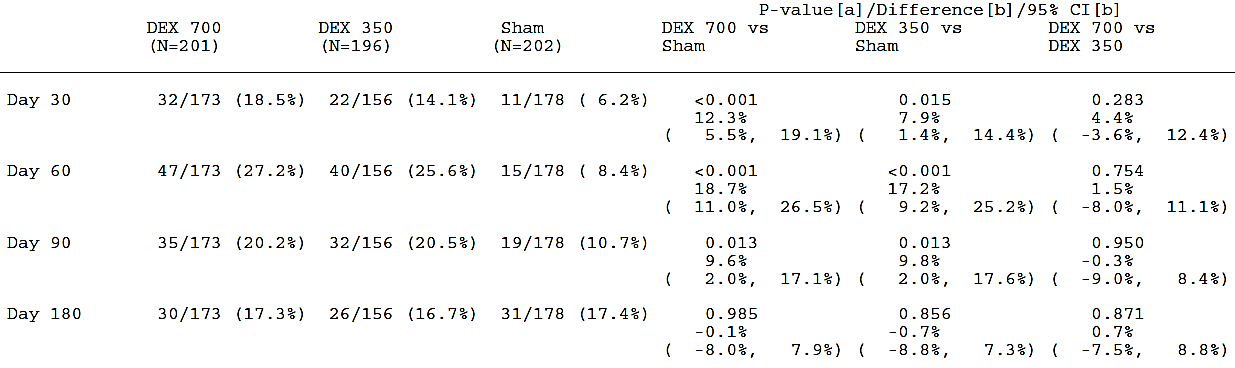 P-value[a]/Difference[b]/95% CI[b]
DEX 700 DEX 350 Sham DEX 700 vs DEX 350 vs DEX 700 vs
(N=201) (N=196) (N=202) Sham Sham DEX 350
Day 30 32/173 (18.5%) 22/156 (14.1%) 11/178 ( 6.2%) <0.001 0.015 0.283
12.3% 7.9% 4.4%
( 5.5%, 19.1%) ( 1.4%, 14.4%) ( -3.6%, 12.4%)
Day 60 47/173 (27.2%) 40/156 (25.6%) 15/178 ( 8.4%) <0.001 <0.001 0.754
18.7% 17.2% 1.5%
( 11.0%, 26.5%) ( 9.2%, 25.2%) ( -8.0%, 11.1%)
Day 90 35/173 (20.2%) 32/156 (20.5%) 19/178 (10.7%) 0.013 0.013 0.950
9.6% 9.8% -0.3%
( 2.0%, 17.1%) ( 2.0%, 17.6%) ( -9.0%, 8.4%)
Day 180 30/173 (17.3%) 26/156 (16.7%) 31/178 (17.4%) 0.985 0.856 0.871
-0.1% -0.7% 0.7%
( -8.0%, 7.9%) ( -8.8%, 7.3%) ( -7.5%, 8.8%)